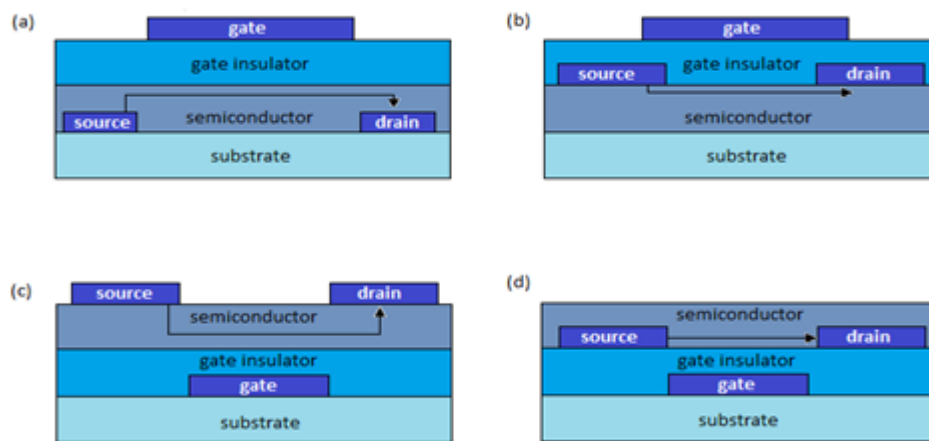 (a)
gate
gate insulator
source
semiconductor
drain
substrate
(b)
gate
source
gate insulator
drain
semiconductor
substrate
(c)
source
drain
semiconductor
gate insulator
gate
substrate
(d)
semiconductor
source
drain
gate insulator
gate
substrate